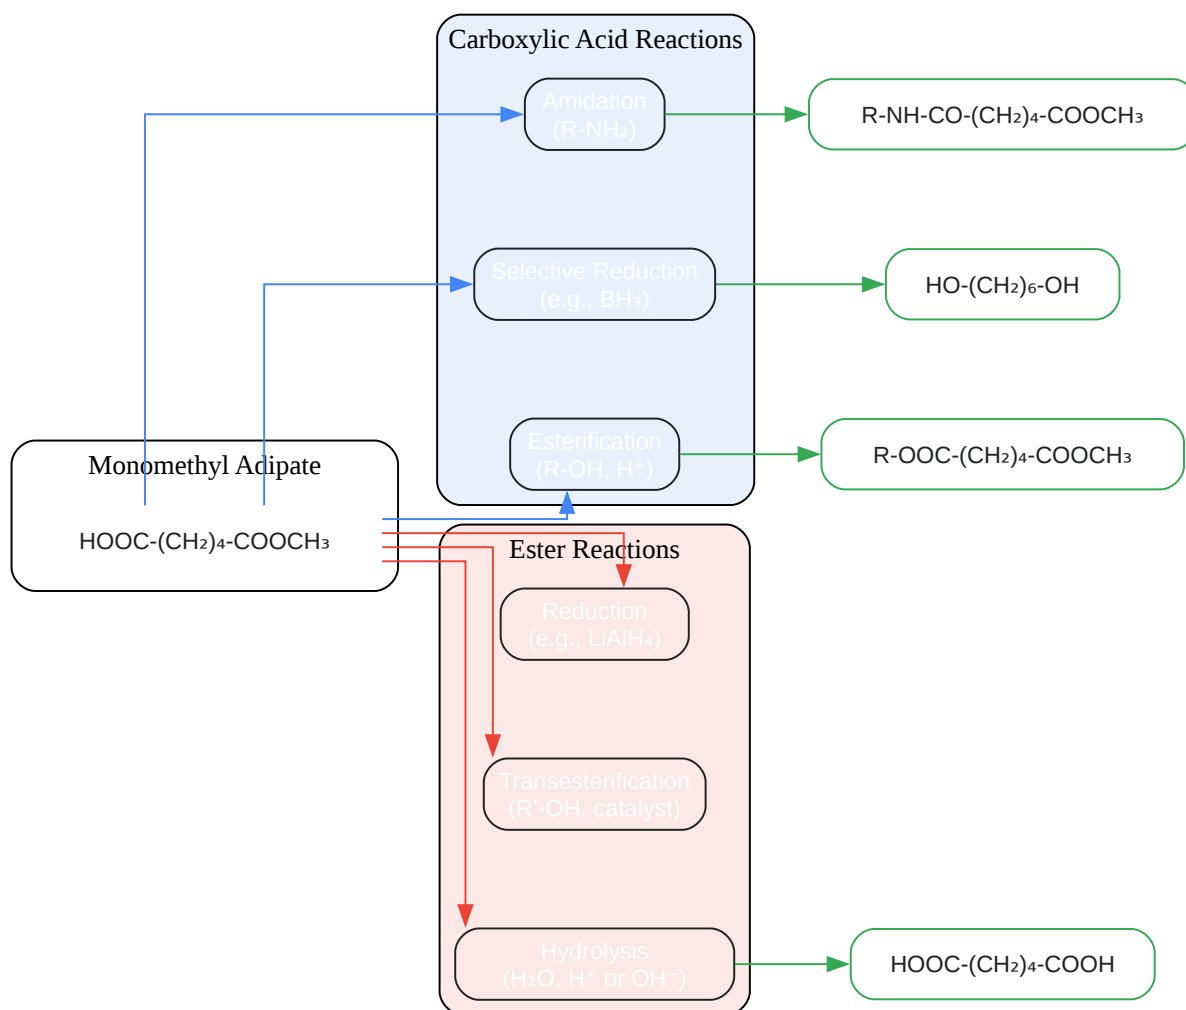 Carboxylic Acid Reactions
Amidation
(R-NH₂)
R-NH-CO-(CH₂)₄-COOCH₃
Selective Reduction
(e.g., BH₃)
HO-(CH₂)₆-OH
Esterification
(R-OH, H⁺)
R-OOC-(CH₂)₄-COOCH₃
Monomethyl Adipate
HOOC-(CH₂)₄-COOCH₃
Ester Reactions
Reduction
(e.g., LiAlH₄)
Transesterification
(R'-OH, catalyst)
Hydrolysis
(H₂O, H⁺ or OH⁻)
HOOC-(CH₂)₄-COOH